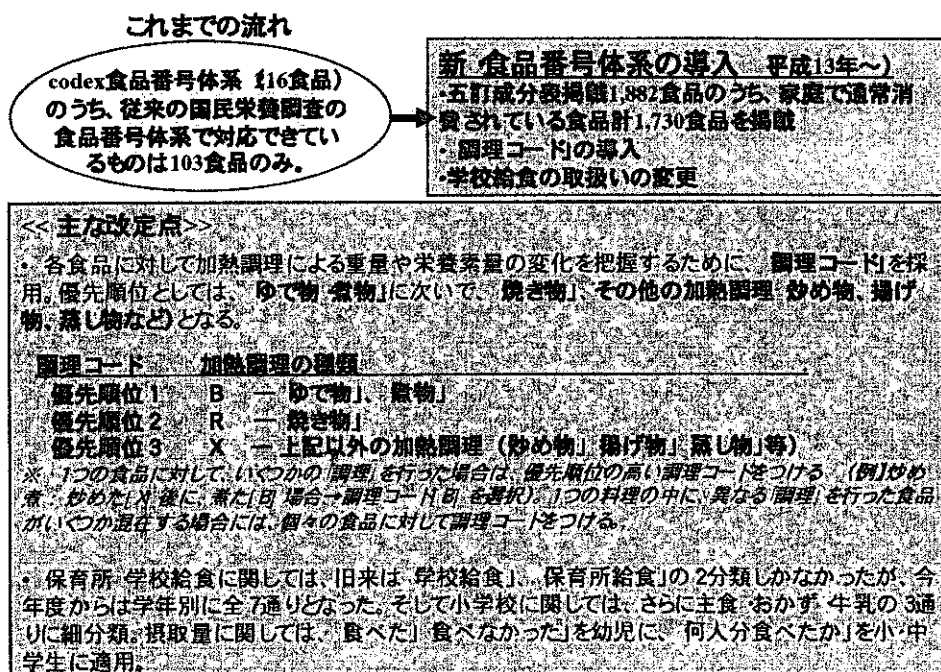 これまでの流れ
codex食品番号体系（116食品）
のうち、従来の国民栄養調査の
食品番号体系で対応できてい
るものは103食品のみ。
新・食品番号体系の導入 平成13年～)
・五訂成分表掲載1,882食品のうち、家庭で通常消
費されている食品計1,730食品を掲載
・「調理コード」の導入
・学校給食の取扱いの変更
<< 主な改定点>>
・各食品に対して加熱調理による重量や栄養素量の変化を把握するために、「調理コード」を採
用。優先順位としては、「ゆで物・煮物」に次いで、「焼き物」、その他の加熱調理（炒め物、揚げ
物、蒸し物など）となる。
調理コード 加熱調理の種類
優先順位1 B ―「ゆで物」、「煮物」
優先順位2 R ―「焼き物」
優先順位3 X ―上記以外の加熱調理（「炒め物」「揚げ物」「蒸し物」等）
※ 1つの食品に対して、いくつかの「調理」を行った場合は、優先順位の高い調理コードをつける。（例）炒め
煮：炒めた「X」後に、煮た「B」場合→調理コード「B」を選択）。1つの料理の中に、異なる「調理」を行った食品
がいくつか混在する場合には、個々の食品に対して調理コードをつける。
・保育所・学校給食に関しては、旧来は「学校給食」、「保育所給食」の2分類しかなかったが、今
年度からは学年別に全7通りとなった。そして小学校に関しては、さらに主食・おかず・牛乳の3通
りに細分類。摂取量に関しては、「食べた」「食べなかった」を幼児に、「何人分食べたか」を小・中
学生に適用。